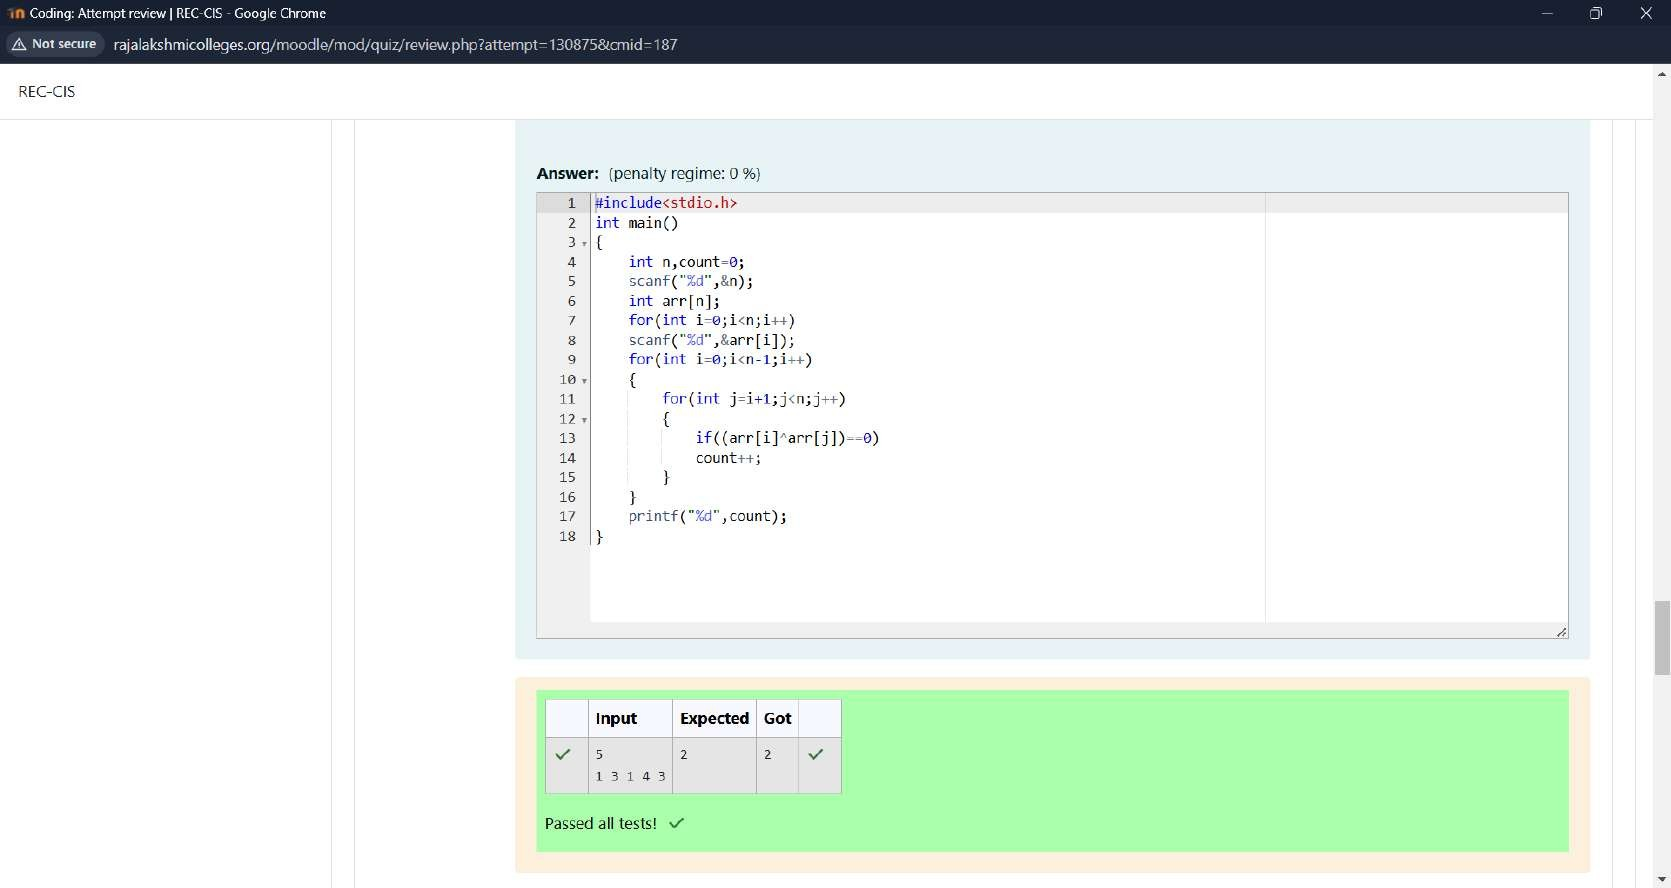 Coding: Attempt review | REC-CIS - Google Chrome
Not secure rajalakshmicolleges.org/moodle/mod/quiz/review.php?attempt=130875&cmid=187
REC-CIS
Answer: (penalty regime: 0 %)
1 #include<stdio.h>
2 int main()
3 {
4 int n,count=0;
5 scanf("%d",&n);
6 int arr[n];
7 for(int i=0;i<n;i++)
8 scanf("%d",&arr[i]);
9 for(int i=0;i<n-1;i++)
10 {
11 for(int j=i+1;j<n;j++)
12 {
13 if((arr[i]^arr[j])==0)
14 count++;
15 }
16 }
17 printf("%d",count);
18 }
Input Expected Got
5 2 2
1 3 1 4 3
Passed all tests!